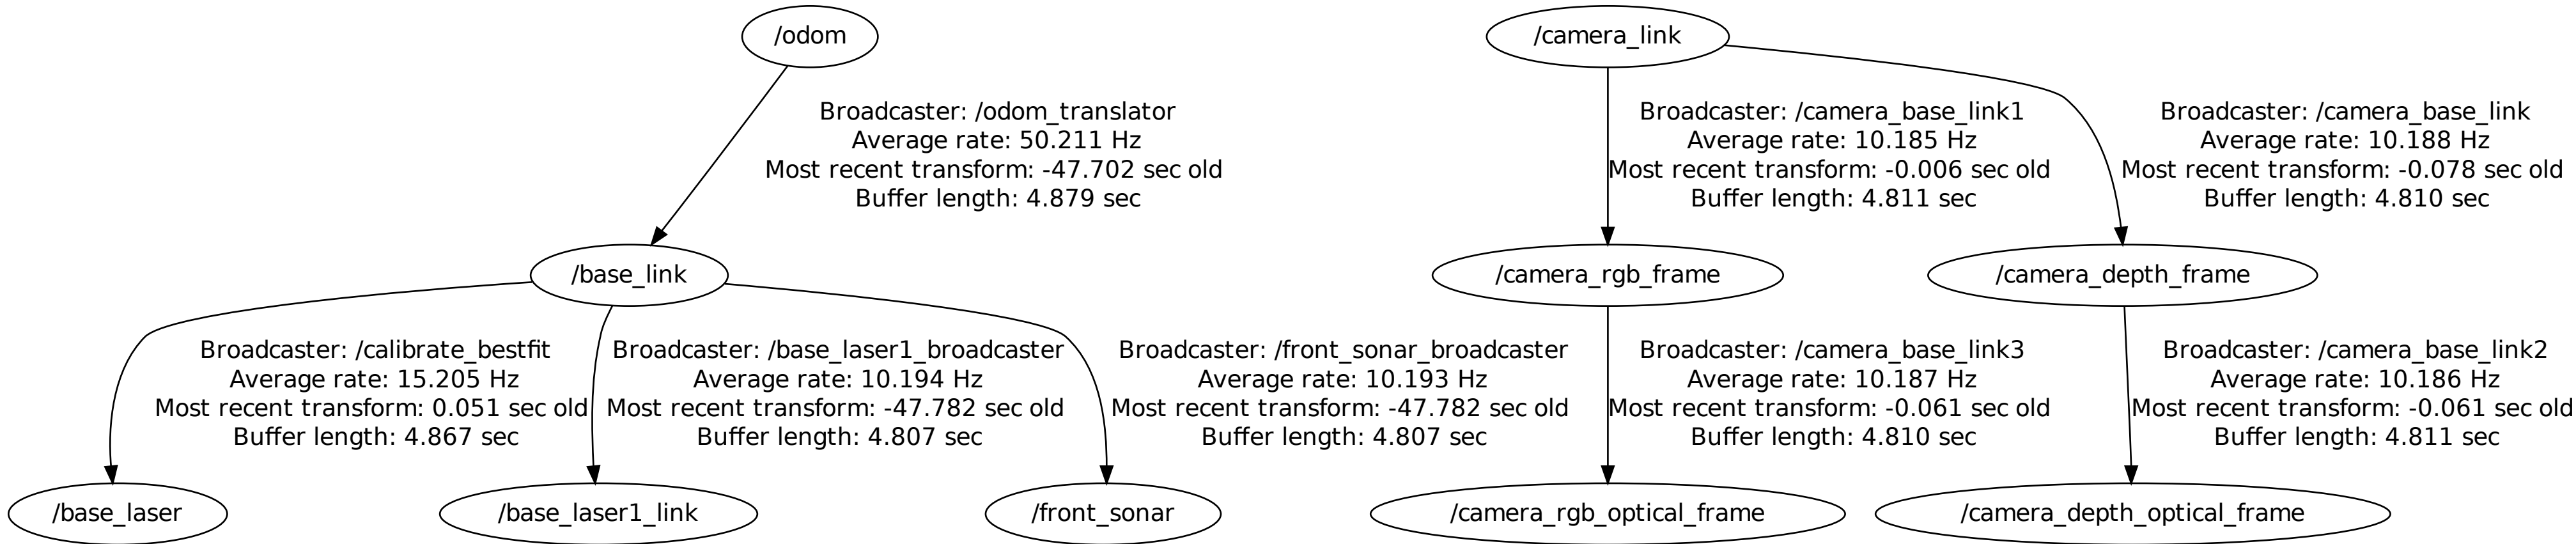 /odom
/camera_link
Broadcaster: /odom_translator
Average rate: 50.211 Hz
Most recent transform: -47.702 sec old
Buffer length: 4.879 sec
Broadcaster: /camera_base_link1
Average rate: 10.185 Hz
Most recent transform: -0.006 sec old
Buffer length: 4.811 sec
Broadcaster: /camera_base_link
Average rate: 10.188 Hz
Most recent transform: -0.078 sec old
Buffer length: 4.810 sec
/base_link
/camera_rgb_frame
/camera_depth_frame
Broadcaster: /calibrate_bestfit
Average rate: 15.205 Hz
Most recent transform: 0.051 sec old
Buffer length: 4.867 sec
Broadcaster: /base_laser1_broadcaster
Average rate: 10.194 Hz
Most recent transform: -47.782 sec old
Buffer length: 4.807 sec
Broadcaster: /front_sonar_broadcaster
Average rate: 10.193 Hz
Most recent transform: -47.782 sec old
Buffer length: 4.807 sec
Broadcaster: /camera_base_link3
Average rate: 10.187 Hz
Most recent transform: -0.061 sec old
Buffer length: 4.810 sec
Broadcaster: /camera_base_link2
Average rate: 10.186 Hz
Most recent transform: -0.061 sec old
Buffer length: 4.811 sec
/base_laser
/base_laser1_link
/front_sonar
/camera_rgb_optical_frame
/camera_depth_optical_frame